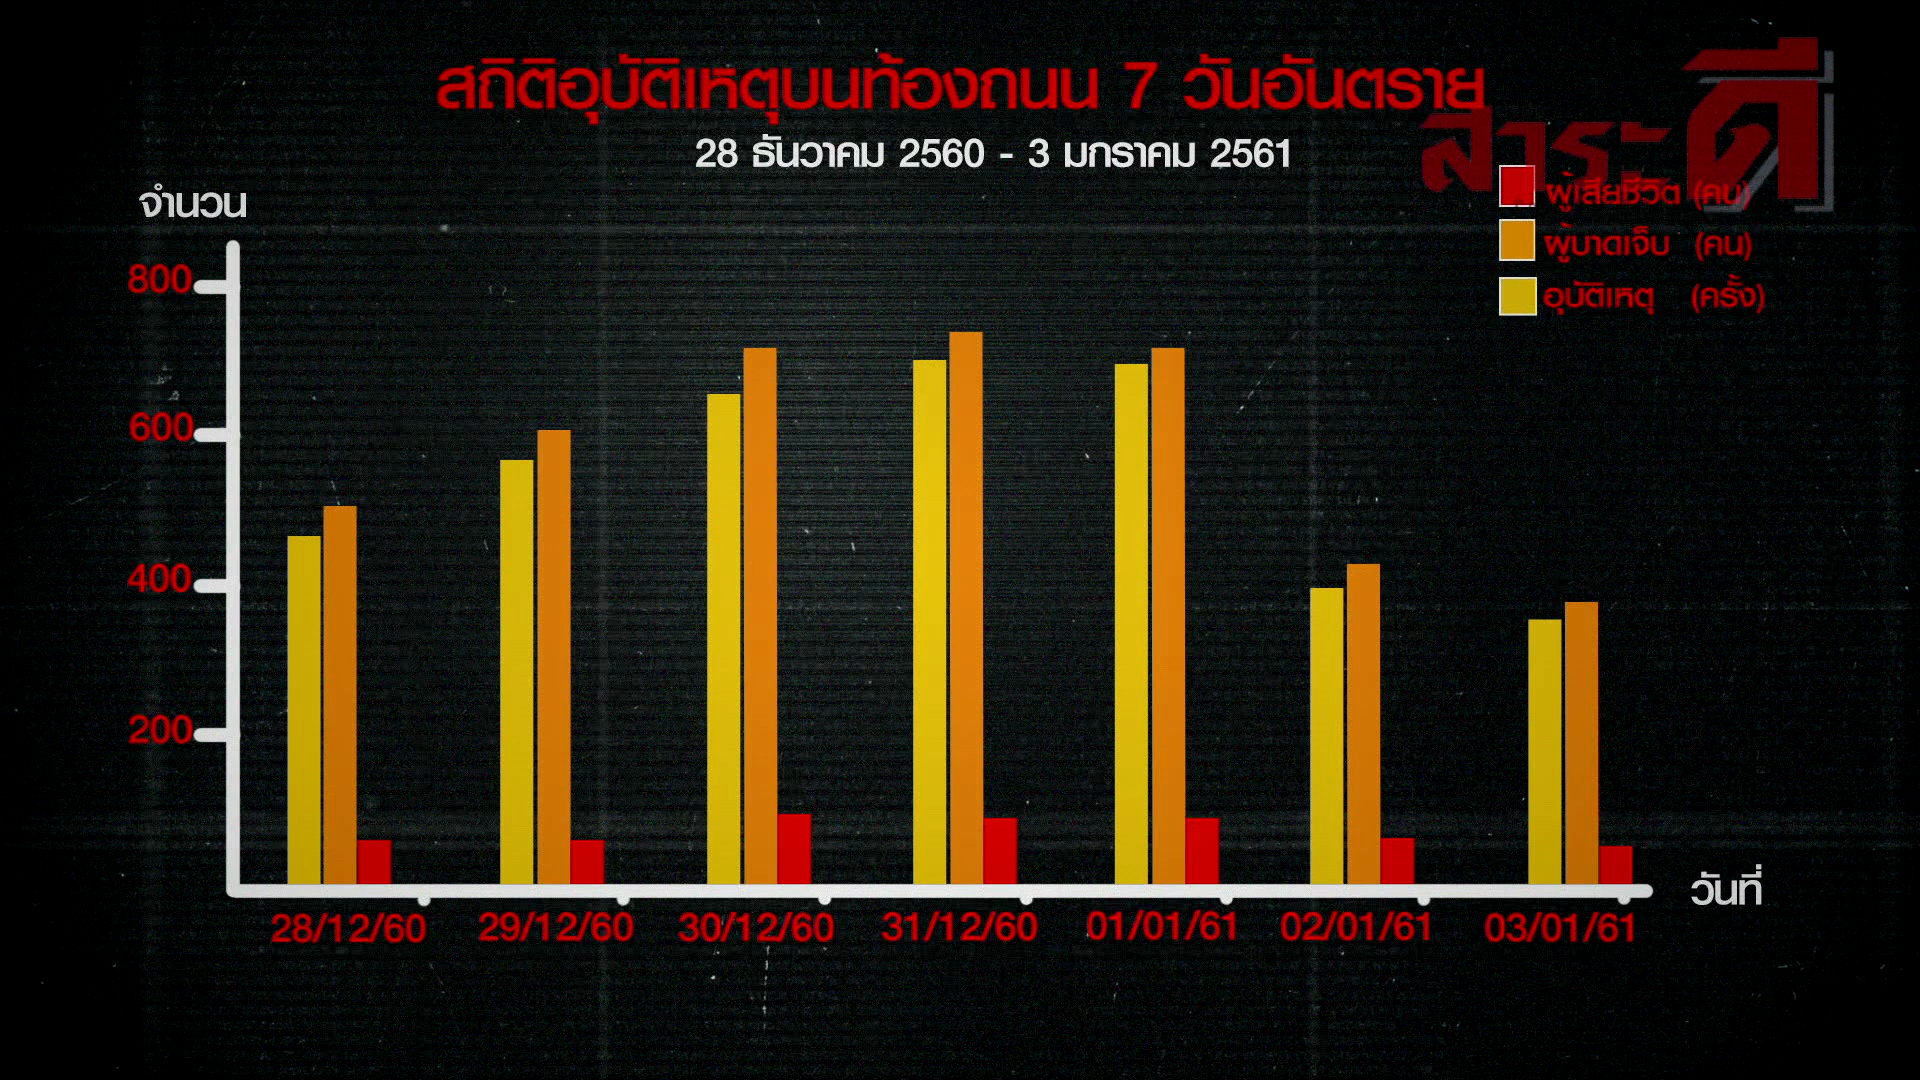 สถิติอุบัติเหตุบนท้องถนน 7 วันอันตราย
28 ธันวาคม 2560 - 3 มกราคม 2561
สาระดี
จำนวน
ผู้เสียชีวิต (คน)
ผู้บาดเจ็บ (คน)
อุบัติเหตุ (ครั้ง)
800
600
400
200
28/12/60 29/12/60 30/12/60 31/12/60 01/01/61 02/01/61 03/01/61
วันที่